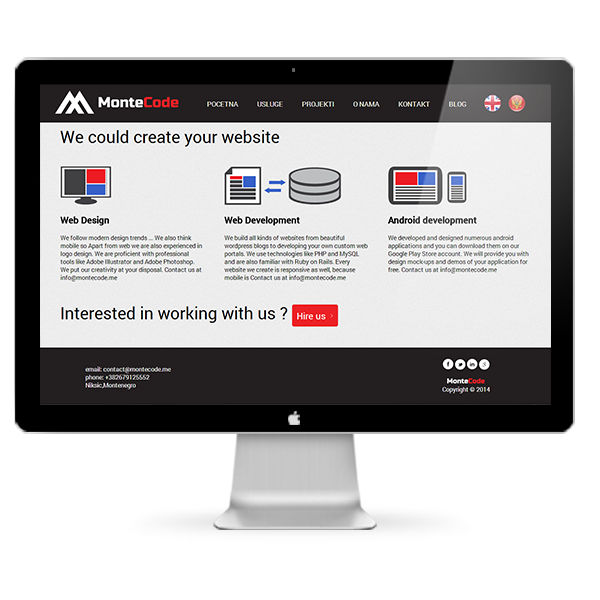 MonteCode
POCETNA USLUGE PROJEKTI O NAMA KONTAKT BLOG
We could create your website
Web Design
We follow modern design trends ... We also think
mobile so Apart from web we are also experienced in
logo design. We are proficient with professional
tools like Adobe Illustrator and Adobe Photoshop.
We put our creativity at your disposal. Contact us at
info@montecode.me
Web Development
We build all kinds of websites from beautiful
wordpress blogs to developing your own custom web
portals. We use technologies like PHP and MySQL
and are also familiar with Ruby on Rails. Every
website we create is responsive as well, because
mobile is Contact us at info@montecode.me
Android development
We developed and designed numerous android
applications and you can download them on our
Google Play Store account. We will provide you with
design mock-ups and demos of your application for
free. Contact us at info@montecode.me
Interested in working with us ? Hire us ›
email: contact@montecode.me
phone: +382679125552
Niksic,Montenegro
MonteCode
Copyright © 2014